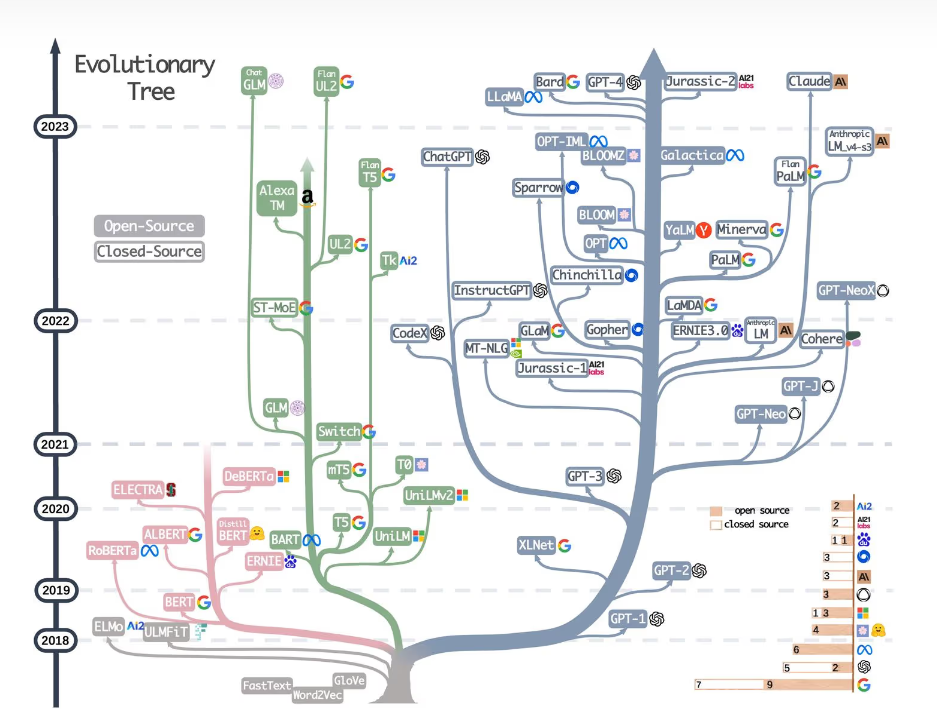 Evolutionary
Tree
Open-Source
Closed-Source
2023
2022
2021
2020
2019
2018
Chat
GLM
Flan
UL2
Alexa
TM
a
Flan
T5
UL2
Tk Ai2
ST-MoE
GLM
Switch
mT5
T0
UniLMv2
T5
UniLM
BART
ELECTRA
DeBERTa
ALBERT
Distill
BERT
RoBERTa
ERNIE
BERT
ELMo Ai2
ULMFiT
FastText
Word2Vec
GloVe
LLaMA
Bard
GPT-4
Jurassic-2 AI21
labs
Claude A\
ChatGPT
OPT-IML
BLOOMZ
Galactica
Anthropic
LM_v4-s3 A\
Flan
PaLM
Sparrow
BLOOM
OPT
YaLM Y
Minerva
PaLM
Chinchilla
InstructGPT
GPT-NeoX
LaMDA
CodeX
GLaM
Gopher
ERNIE3.0
Anthropic
LM A\
Cohere
MT-NLG
Jurassic-1 AI21
labs
GPT-J
GPT-Neo
GPT-3
XLNet
GPT-2
GPT-1
open source
closed source
2 Ai2
2 AI21
labs
1 1
3
3 A\
3
1 3
4
6
5 2
7 9